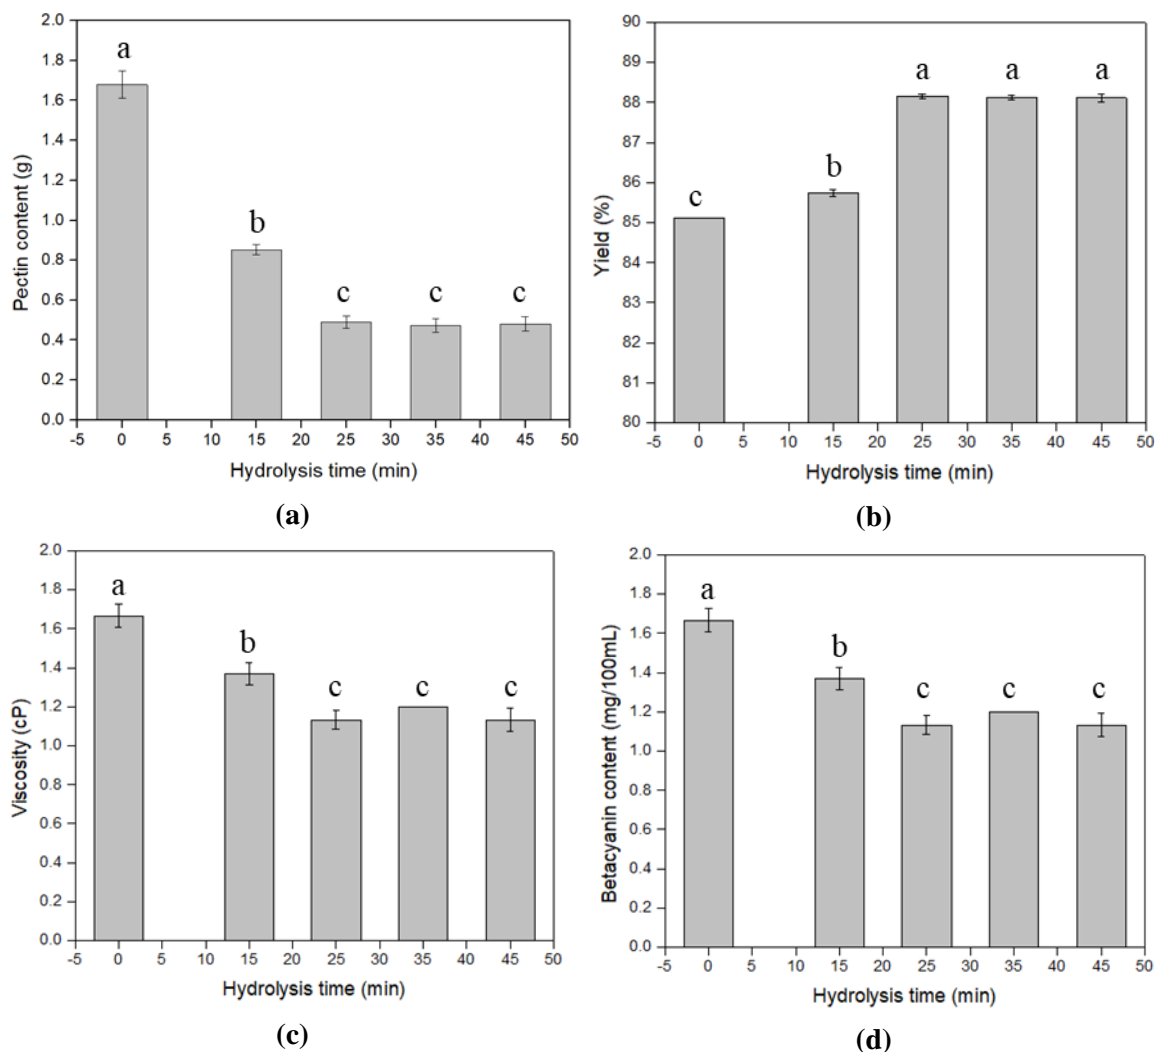 2.0
1.8
1.6
1.4
1.2
1.0
0.8
0.6
0.4
0.2
0.0
Pectin content (g)
a
b
c
c
c
-5 0 5 10 15 20 25 30 35 40 45 50
Hydrolysis time (min)
(a)
90
89
88
87
86
85
84
83
82
81
80
Yield (%)
c
b
a
a
a
-5 0 5 10 15 20 25 30 35 40 45 50
Hydrolysis time (min)
(b)
2.0
1.8
1.6
1.4
1.2
1.0
0.8
0.6
0.4
0.2
0.0
Viscosity (cP)
a
b
c
c
c
-5 0 5 10 15 20 25 30 35 40 45 50
Hydrolysis time (min)
(c)
2.0
1.8
1.6
1.4
1.2
1.0
0.8
0.6
0.4
0.2
0.0
Betacyanin content (mg/100mL)
a
b
c
c
c
-5 0 5 10 15 20 25 30 35 40 45 50
Hydrolysis time (min)
(d)